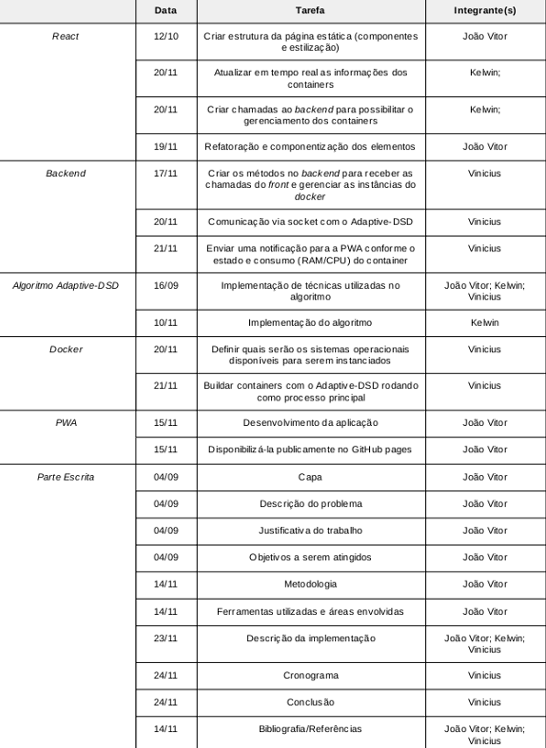 Data Tarefa Integrante(s)
React 12/10 Criar estrutura da página estática (componentes João Vitor
e estilização)
20/11 Atualizar em tempo real as informações dos Kelwin;
containers
20/11 Criar chamadas ao backend para possibilitar o Kelwin;
gerenciamento dos containers
19/11 Refatoração e componentização dos elementos João Vitor
Backend 17/11 Criar os métodos no backend para receber as Vinicius
chamadas do front e gerenciar as instâncias do
docker
20/11 Comunicação via socket com o Adaptive-DSD Vinicius
21/11 Enviar uma notificação para a PWA conforme o Vinicius
estado e consumo (RAM/CPU) do container
Algoritmo Adaptive-DSD 16/09 Implementação de técnicas utilizadas no João Vitor; Kelwin;
algoritmo Vinicius
10/11 Implementação do algoritmo Kelwin
Docker 20/11 Definir quais serão os sistemas operacionais Vinicius
disponíveis para serem instanciados
21/11 Buildar containers com o Adaptive-DSD rodando Vinicius
como processo principal
PWA 15/11 Desenvolvimento da aplicação João Vitor
15/11 Disponibilizá-la publicamente no GitHub pages João Vitor
Parte Escrita 04/09 Capa João Vitor
04/09 Descrição do problema João Vitor
04/09 Justificativa do trabalho João Vitor
04/09 Objetivos a serem atingidos João Vitor
14/11 Metodologia João Vitor
14/11 Ferramentas utilizadas e áreas envolvidas João Vitor
23/11 Descrição da implementação João Vitor; Kelwin;
Vinicius
24/11 Cronograma Vinicius
24/11 Conclusão Vinicius
14/11 Bibliografia/Referências João Vitor; Kelwin;
Vinicius